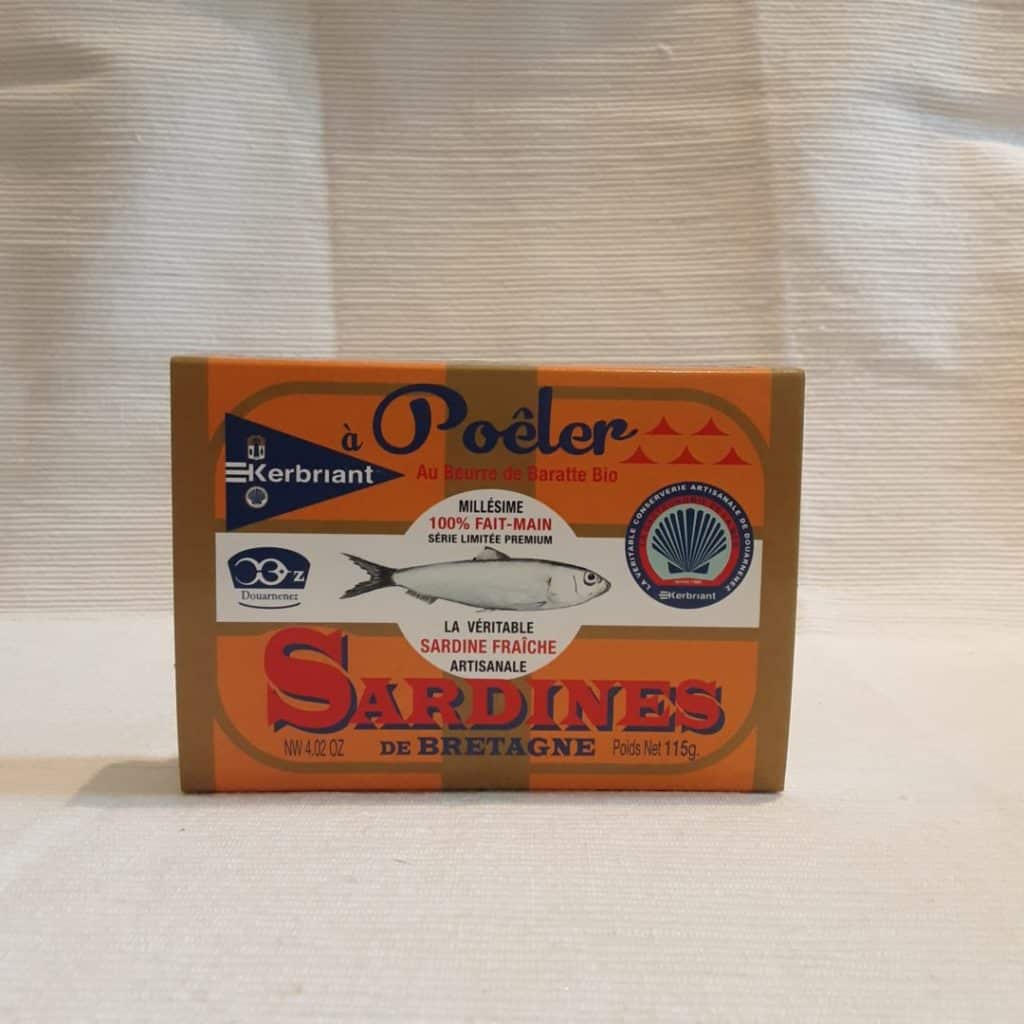 à Poêler
Au Beurre de Baratte Bio
Kerbriant
MILLÉSIME
100% FAIT-MAIN
SÉRIE LIMITÉE PREMIUM
Z
Douarnenez
LA VÉRITABLE CONSERVERIE ARTISANALE DE DOUARNENEZ
Kerbriant
LA VÉRITABLE
SARDINE FRAÎCHE
ARTISANALE
SARDINES
DE BRETAGNE
NW 4,02 OZ
Poids Net 115g.